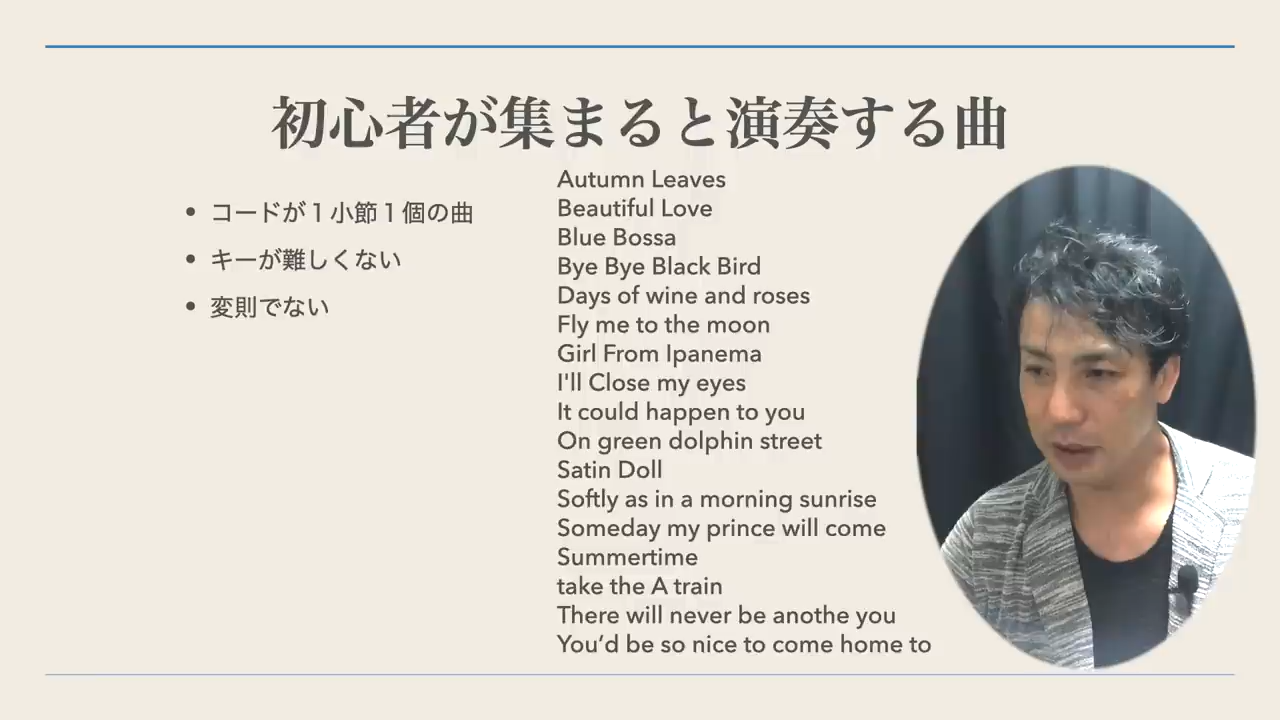 初心者が集まると演奏する曲
• コードが１小節１個の曲
• キーが難しくない
• 変則でない
Autumn Leaves
Beautiful Love
Blue Bossa
Bye Bye Black Bird
Days of wine and roses
Fly me to the moon
Girl From Ipanema
I'll Close my eyes
It could happen to you
On green dolphin street
Satin Doll
Softly as in a morning sunrise
Someday my prince will come
Summertime
take the A train
There will never be anothe you
You’d be so nice to come home to